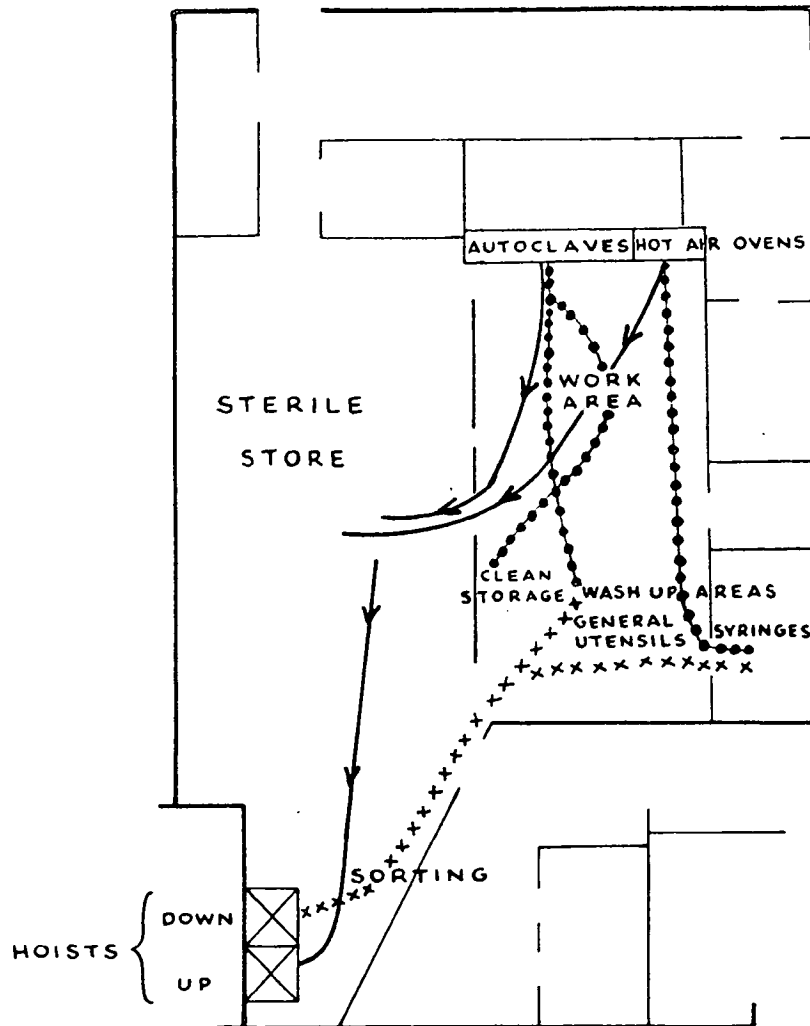 AUTOCLAVES
HOT AIR OVENS
WORK
AREA
STERILE
STORE
CLEAN
STORAGE
WASH UP AREAS
GENERAL
UTENSILS
SYRINGES
SORTING
DOWN
HOISTS
UP